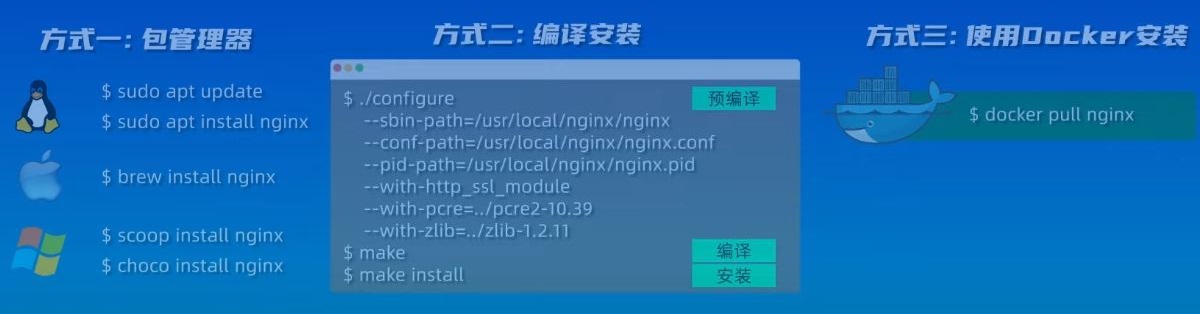 方式一: 包管理器
$ sudo apt update
$ sudo apt install nginx
$ brew install nginx
$ scoop install nginx
$ choco install nginx
方式二: 编译安装
$ ./configure
预编译
--sbin-path=/usr/local/nginx/nginx
--conf-path=/usr/local/nginx/nginx.conf
--pid-path=/usr/local/nginx/nginx.pid
--with-http_ssl_module
--with-pcre=../pcre2-10.39
--with-zlib=../zlib-1.2.11
$ make
编译
$ make install
安装
方式三: 使用Docker安装
$ docker pull nginx